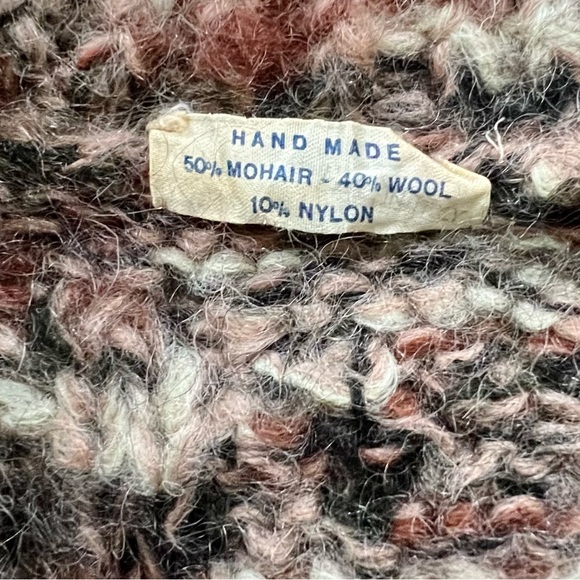 HAND MADE
50% MOHAIR - 40% WOOL
10% NYLON